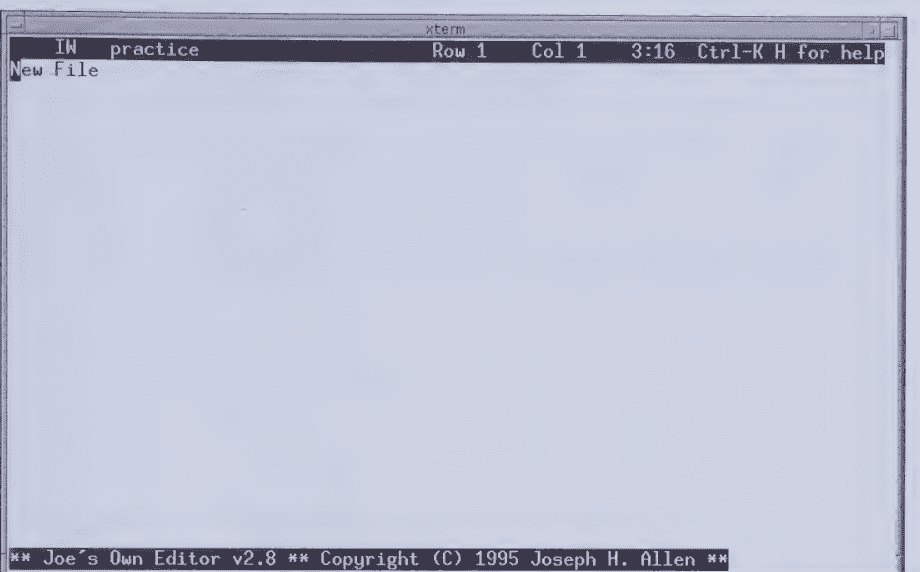 xterm
IW practice Row 1 Col 1 3:16 Ctrl-K H for help
New File
** Joe's Own Editor v2.8 ** Copyright (C) 1995 Joseph H. Allen **